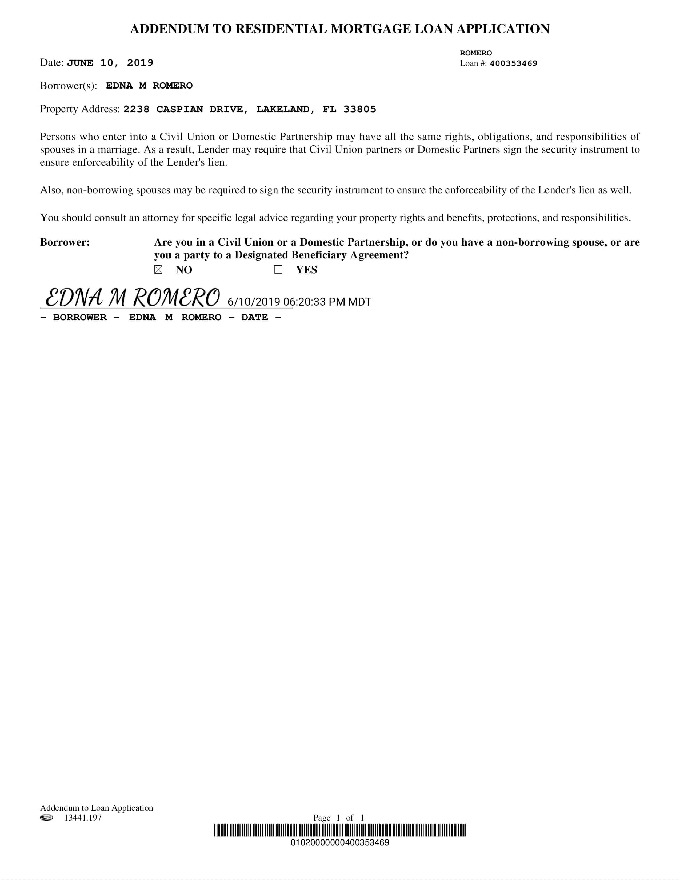 ADDENDUM TO RESIDENTIAL MORTGAGE LOAN APPLICATION
ROMERO
Date: JUNE 10, 2019 Loan #: 400353469
Borrower(s): EDNA M ROMERO
Property Address: 2238 CASPIAN DRIVE, LAKELAND, FL 33805
Persons who enter into a Civil Union or Domestic Partnership may have all the same rights, obligations, and responsibilities of
spouses in a marriage. As a result, Lender may require that Civil Union partners or Domestic Partners sign the security instrument to
ensure enforceability of the Lender's lien.
Also, non-borrowing spouses may be required to sign the security instrument to ensure the enforceability of the Lender's lien as well.
You should consult an attorney for specific legal advice regarding your property rights and benefits, protections, and responsibilities.
Borrower: Are you in a Civil Union or a Domestic Partnership, or do you have a non-borrowing spouse, or are
you a party to a Designated Beneficiary Agreement?
☒ NO ☐ YES
EDNA M ROMERO 6/10/2019 06:20:33 PM MDT
- BORROWER - EDNA M ROMERO - DATE -
Addendum to Loan Application
13441.197 Page 1 of 1
01020000000400353469